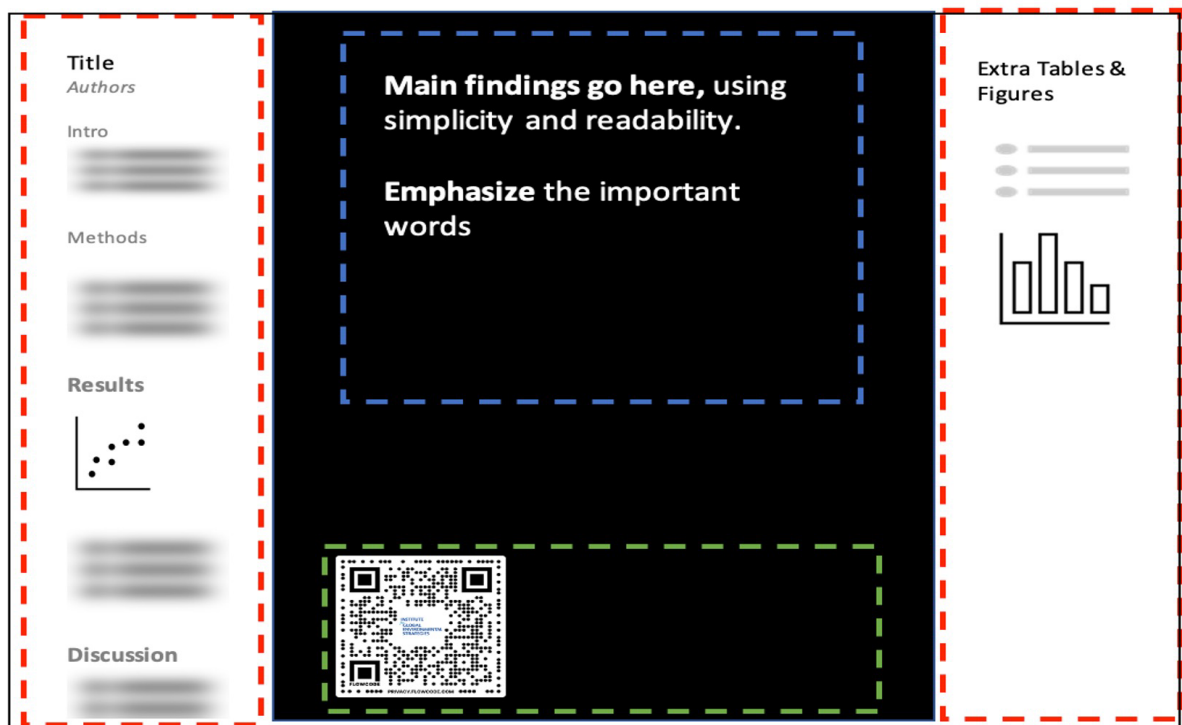 Title
Authors
Intro
Methods
Results
Discussion
Main findings go here, using
simplicity and readability.
Emphasize the important
words
INSTITUTE
for GLOBAL
ENVIRONMENTAL
STRATEGIES
FLOWCODE
PRIVACY.FLOWCODE.COM
Extra Tables &
Figures